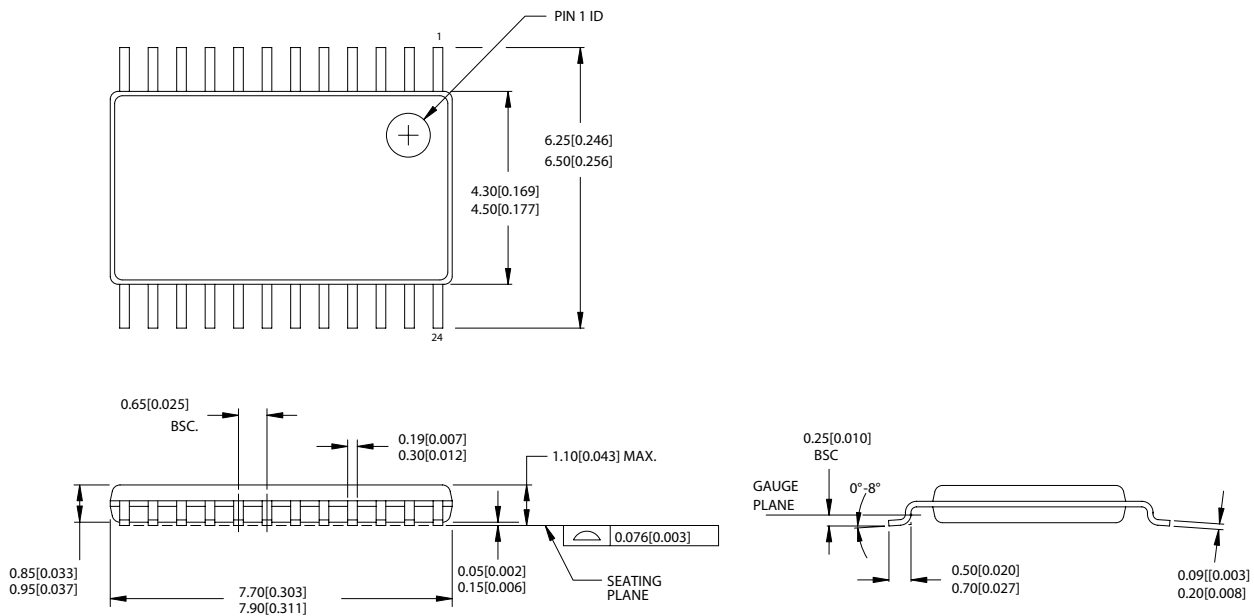 PIN 1 ID
1
6.25[0.246]
6.50[0.256]
4.30[0.169]
4.50[0.177]
24
0.65[0.025]
BSC.
0.19[0.007]
0.30[0.012]
1.10[0.043] MAX.
0.25[0.010]
BSC
GAUGE
PLANE
0°-8°
0.076[0.003]
0.85[0.033]
0.95[0.037]
7.70[0.303]
7.90[0.311]
0.05[0.002]
0.15[0.006]
SEATING
PLANE
0.50[0.020]
0.70[0.027]
0.09[[0.003]
0.20[0.008]